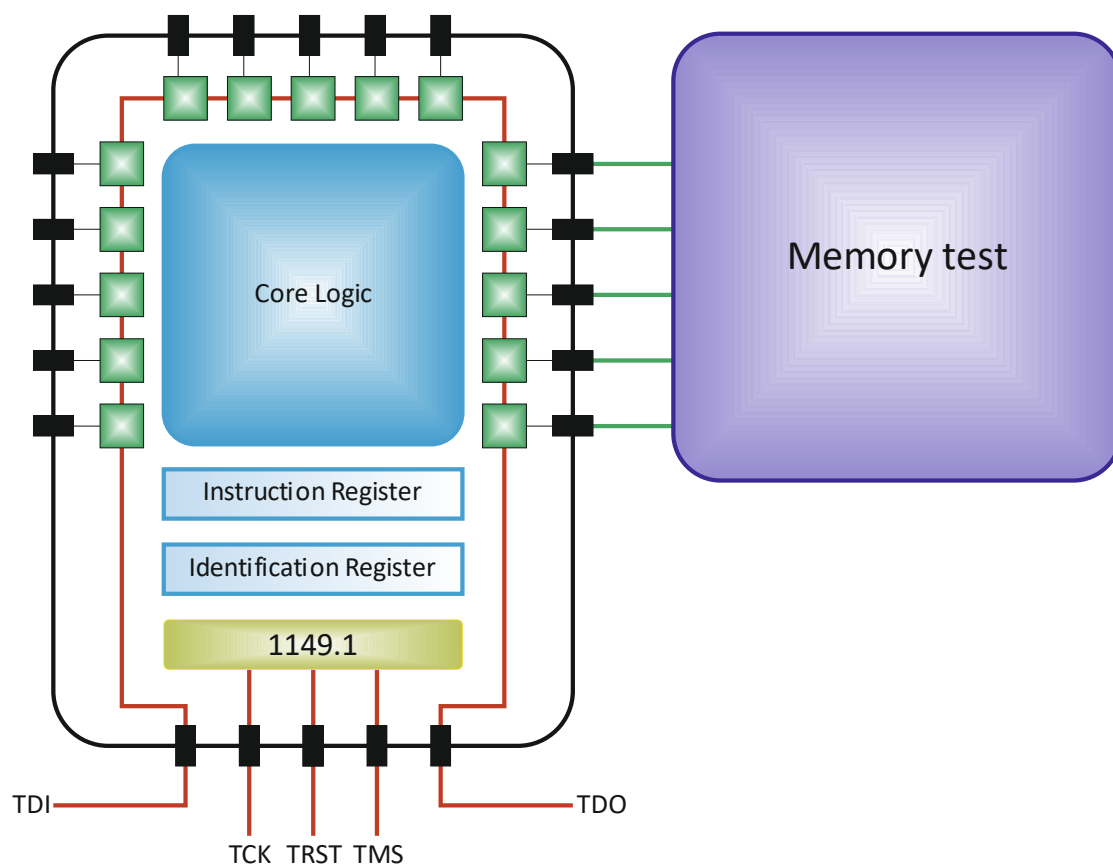 Memory test
Core Logic
Instruction Register
Identification Register
1149.1
TDI
TDO
TCK TRST TMS